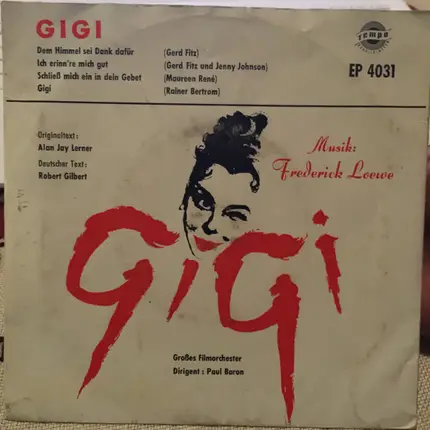 GIGI
Dem Himmel sei Dank dafür (Gerd Fitz)
Ich erinn're mich gut (Gerd Fitz und Jenny Johnson)
Schließ mich ein in dein Gebet (Maureen René)
Gigi (Rainer Bertram)
tempo
EP 4031
Originaltext:
Alan Jay Lerner
Deutscher Text:
Robert Gilbert
Musik:
Frederick Loewe
GiGi
Großes Filmorchester
Dirigent: Paul Baron